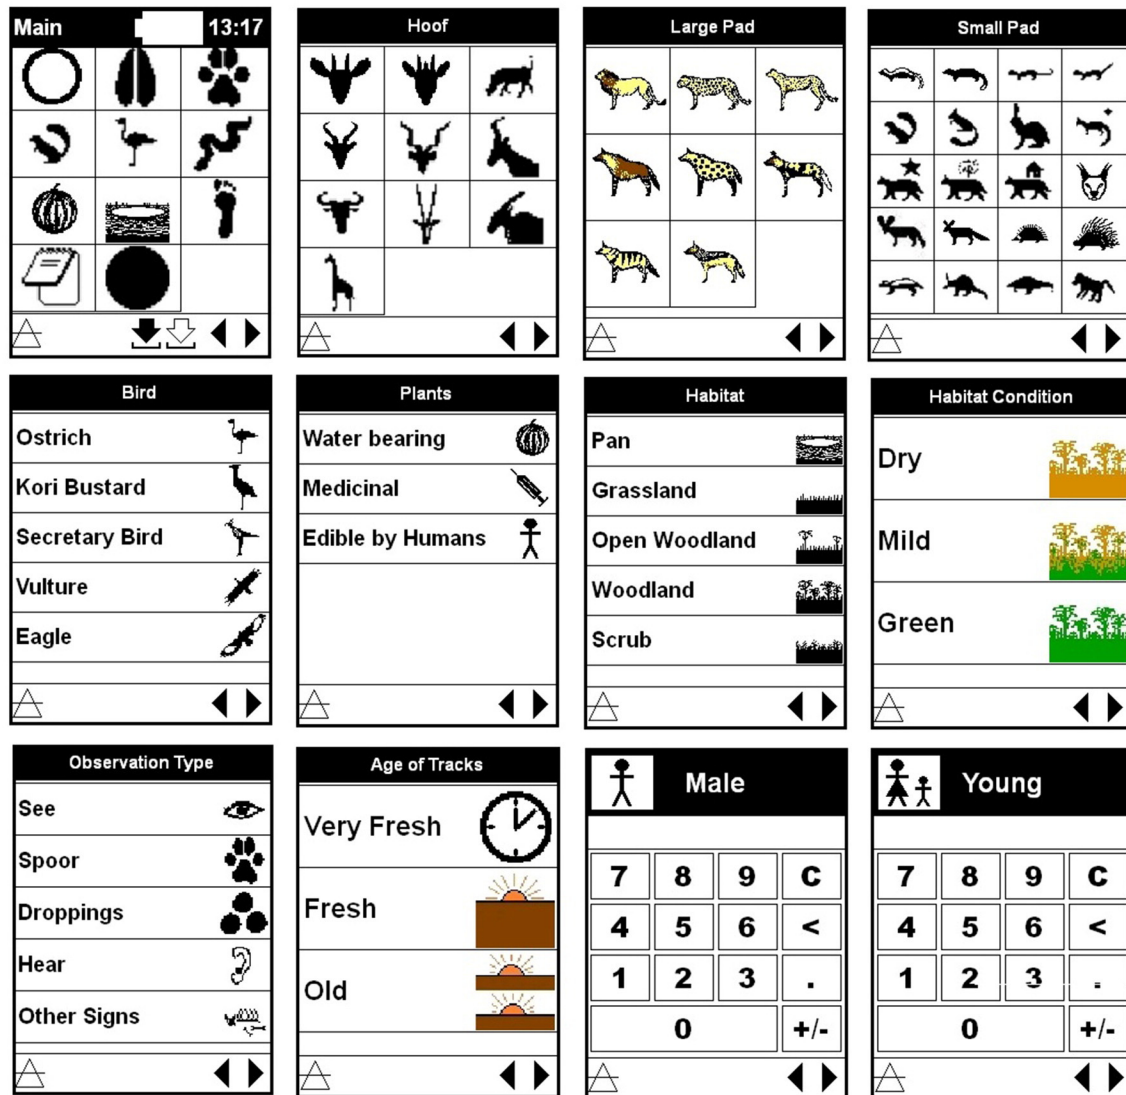 Main 13:17
Hoof
Large Pad
Small Pad
Bird
Ostrich
Kori Bustard
Secretary Bird
Vulture
Eagle
Plants
Water bearing
Medicinal
Edible by Humans
Habitat
Pan
Grassland
Open Woodland
Woodland
Scrub
Habitat Condition
Dry
Mild
Green
Observation Type
See
Spoor
Droppings
Hear
Other Signs
Age of Tracks
Very Fresh
Fresh
Old
Male
7 8 9 C
4 5 6 <
1 2 3 .
0 +/-
Young
7 8 9 C
4 5 6 <
1 2 3 .
0 +/-